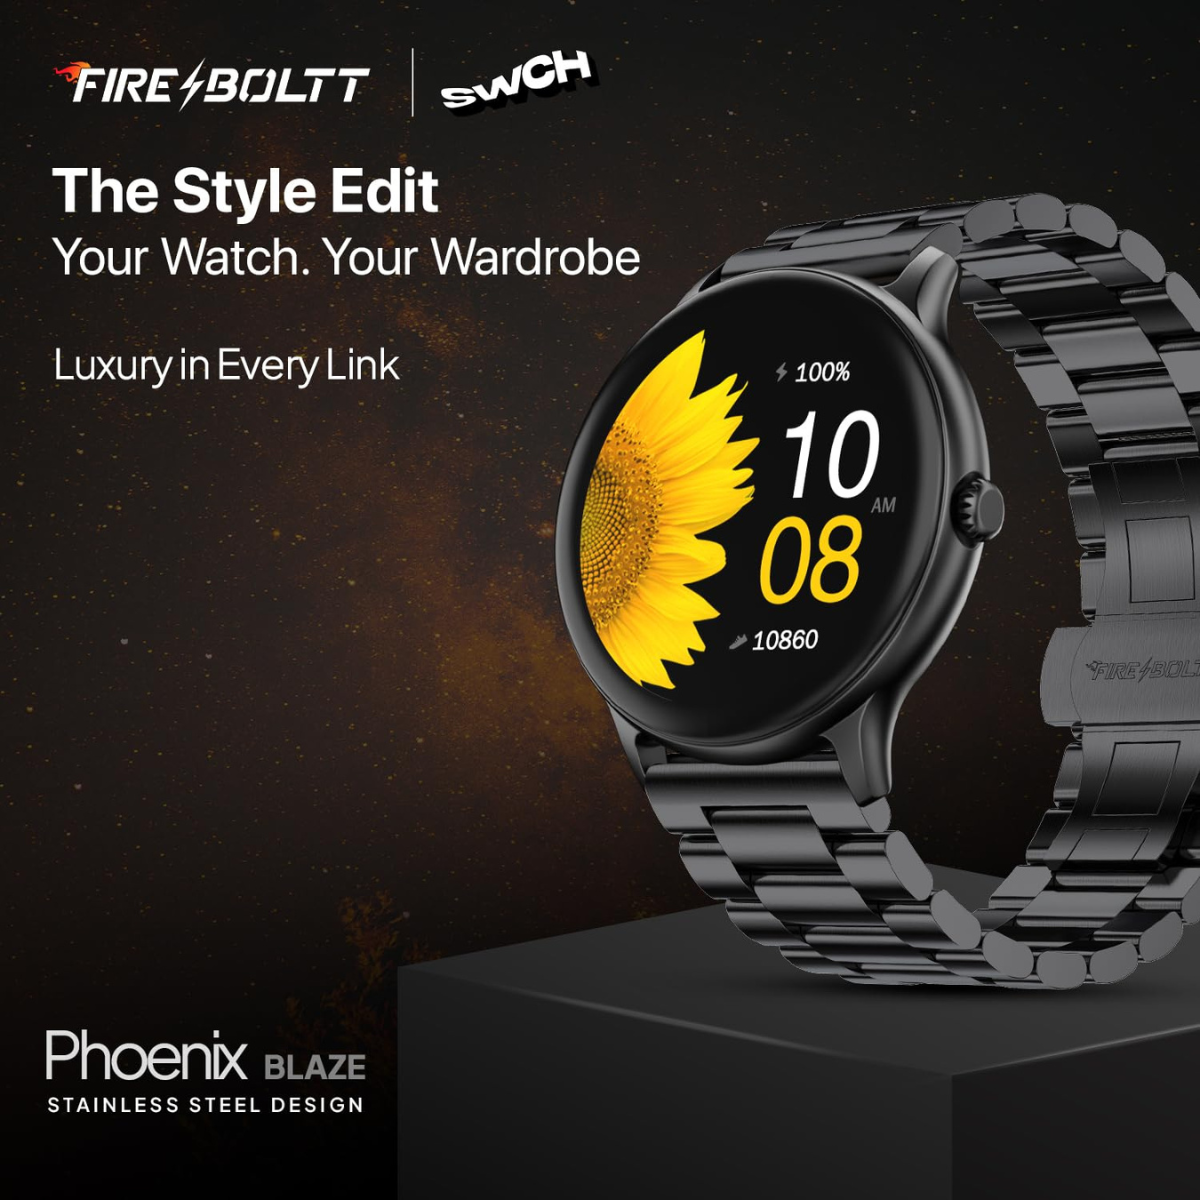 FIRE BOLTT
SWCH
The Style Edit
Your Watch. Your Wardrobe
Luxury in Every Link
100%
10
AM
08
10860
FIRE BOLT
Phoenix BLAZE
STAINLESS STEEL DESIGN